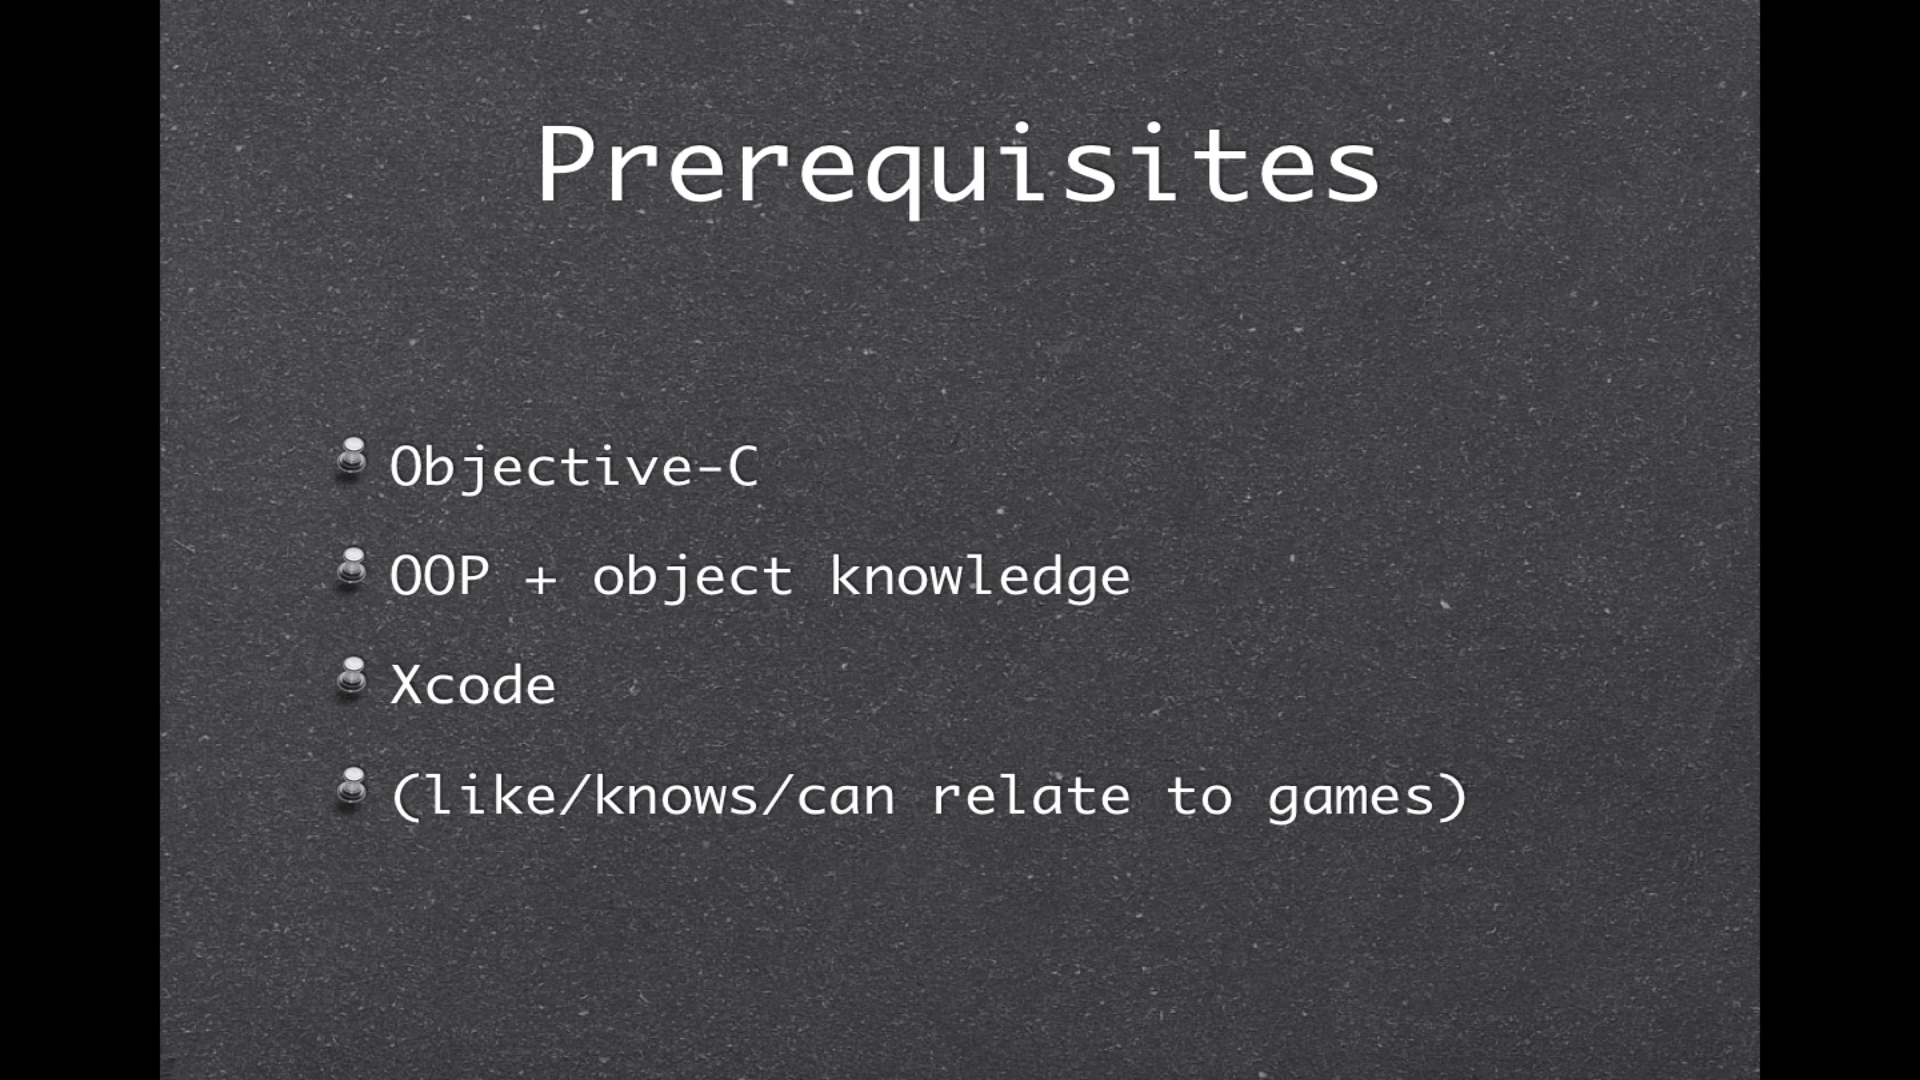 Prerequisites
Objective-C
OOP + object knowledge
Xcode
(like/knows/can relate to games)